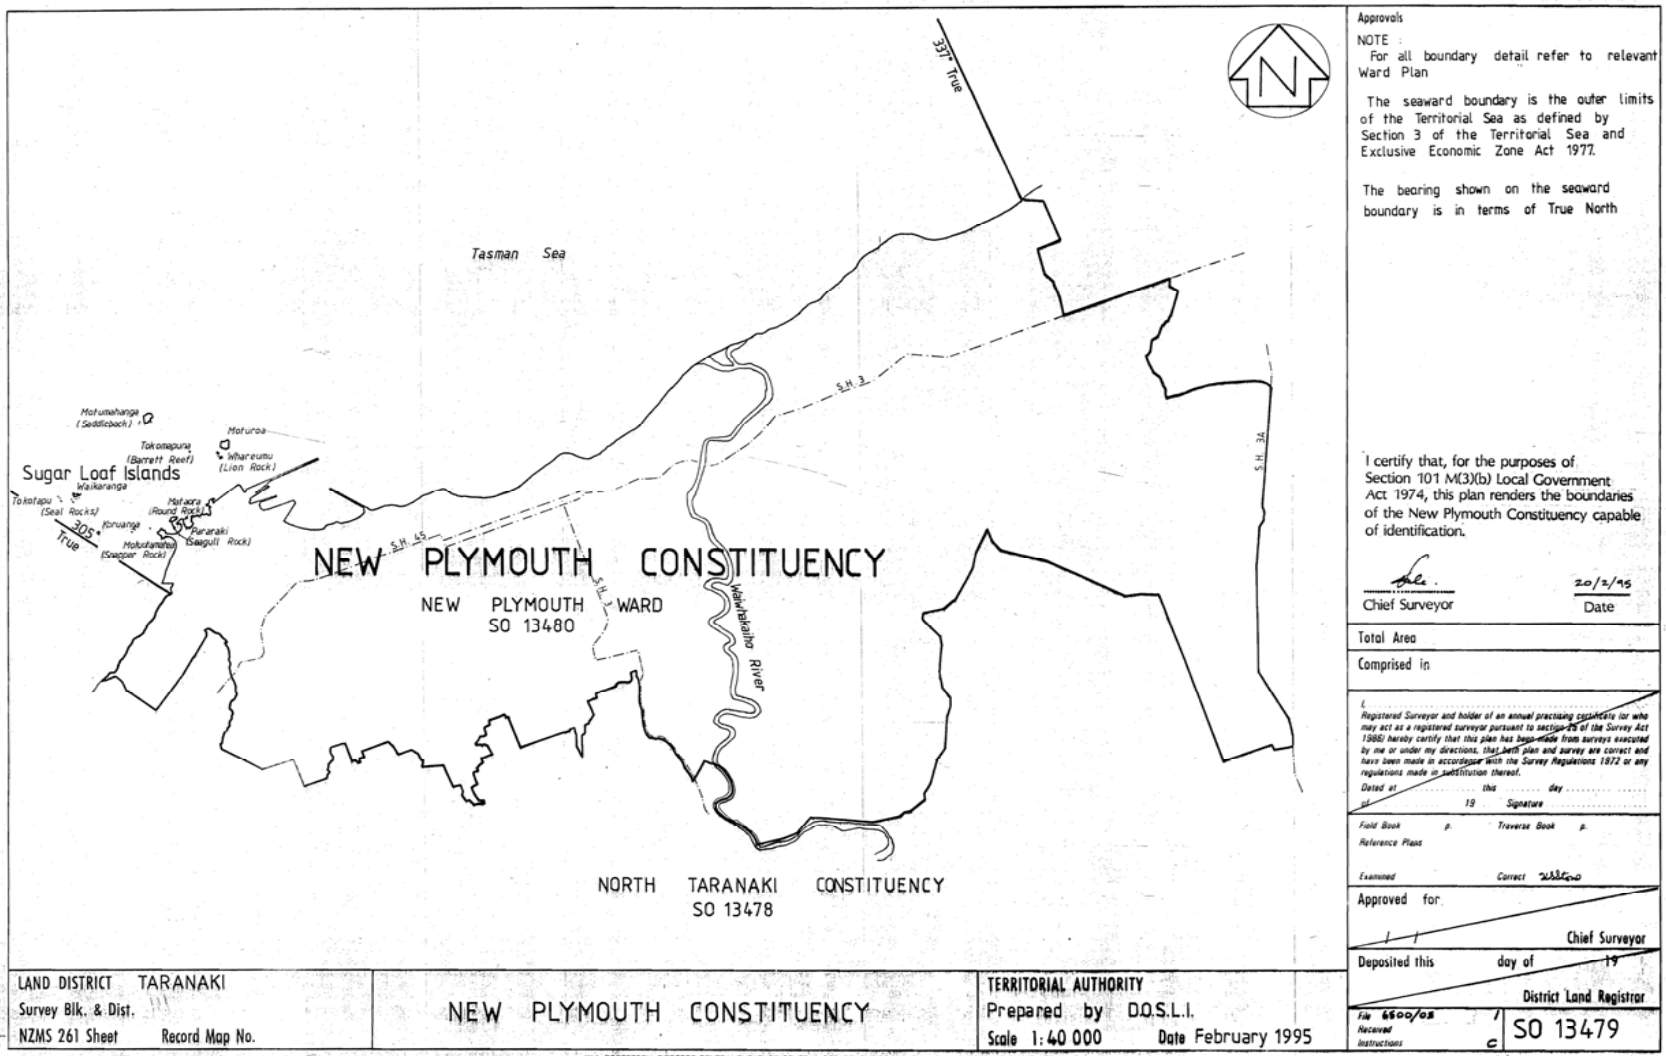 337° True
N
Tasman Sea
S.H. 3
Motumahanga
(Saddleback)
Moturoa
Tokomapuna
(Barrett Reef)
Whareumu
(Lion Rock)
Sugar Loaf Islands
Waikaranga
Tokotapu
(Seal Rocks)
Mataora
(Round Rock)
Koruanga
Pararaki
(Seagull Rock)
Motuotamatea
(Snapper Rock)
305°
True
S.H. 45
S.H. 3A
NEW PLYMOUTH CONSTITUENCY
NEW PLYMOUTH WARD
SO 13480
S.H. 3
Waiwhakaiho River
NORTH TARANAKI CONSTITUENCY
SO 13478
Approvals
NOTE :
For all boundary detail refer to relevant
Ward Plan
The seaward boundary is the outer limits
of the Territorial Sea as defined by
Section 3 of the Territorial Sea and
Exclusive Economic Zone Act 1977.
The bearing shown on the seaward
boundary is in terms of True North
I certify that, for the purposes of
Section 101 M(3)(b) Local Government
Act 1974, this plan renders the boundaries
of the New Plymouth Constituency capable
of identification.
20/2/95
Chief Surveyor Date
Total Area
Comprised in
I,
Registered Surveyor and holder of an annual practising certificate (or who
may act as a registered surveyor pursuant to section 25 of the Survey Act
1986) hereby certify that this plan has been made from surveys executed
by me or under my directions, that both plan and survey are correct and
have been made in accordance with the Survey Regulations 1972 or any
regulations made in substitution thereof.
Dated at this day
of 19 Signature
Field Book p. Traverse Book p.
Reference Plans
Examined Correct
Approved for
/ / Chief Surveyor
Deposited this day of 19
District Land Registrar
File 6500/03 1
Received
Instructions C
SO 13479
LAND DISTRICT TARANAKI
Survey Blk. & Dist.
NZMS 261 Sheet Record Map No.
NEW PLYMOUTH CONSTITUENCY
TERRITORIAL AUTHORITY
Prepared by D.O.S.L.I.
Scale 1:40 000 Date February 1995